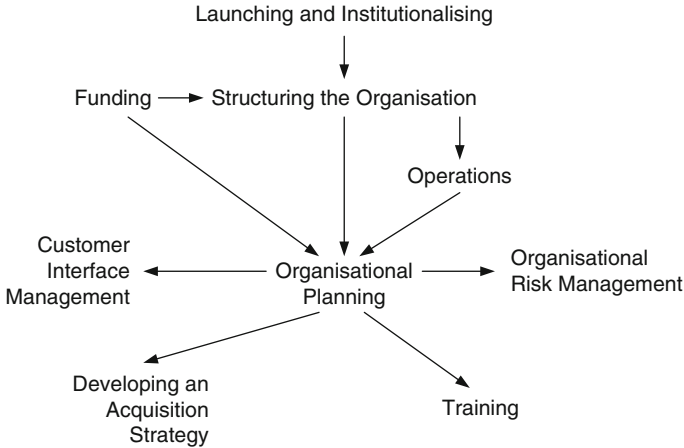 Launching and Institutionalising
Funding
Structuring the Organisation
Operations
Customer
Interface
Management
Organisational
Planning
Organisational
Risk Management
Developing an
Acquisition
Strategy
Training